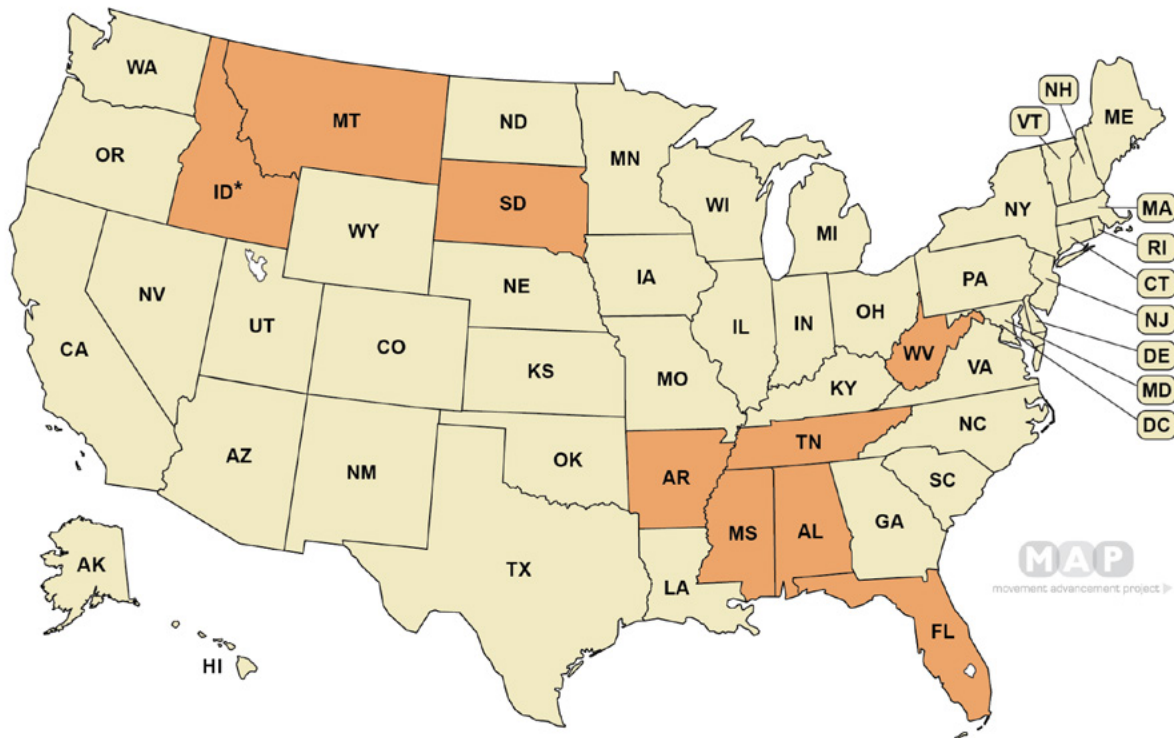 WA
MT
ND
MN
OR
ID*
SD
WY
WI
MI
NH
VT
ME
NY
MA
RI
CT
NJ
DE
MD
DC
NV
UT
CA
CO
NE
IA
IL
IN
OH
PA
WV
VA
KS
MO
KY
AZ
NM
OK
AR
TN
NC
SC
MS
AL
GA
TX
LA
FL
AK
HI
MAP
movement advancement project